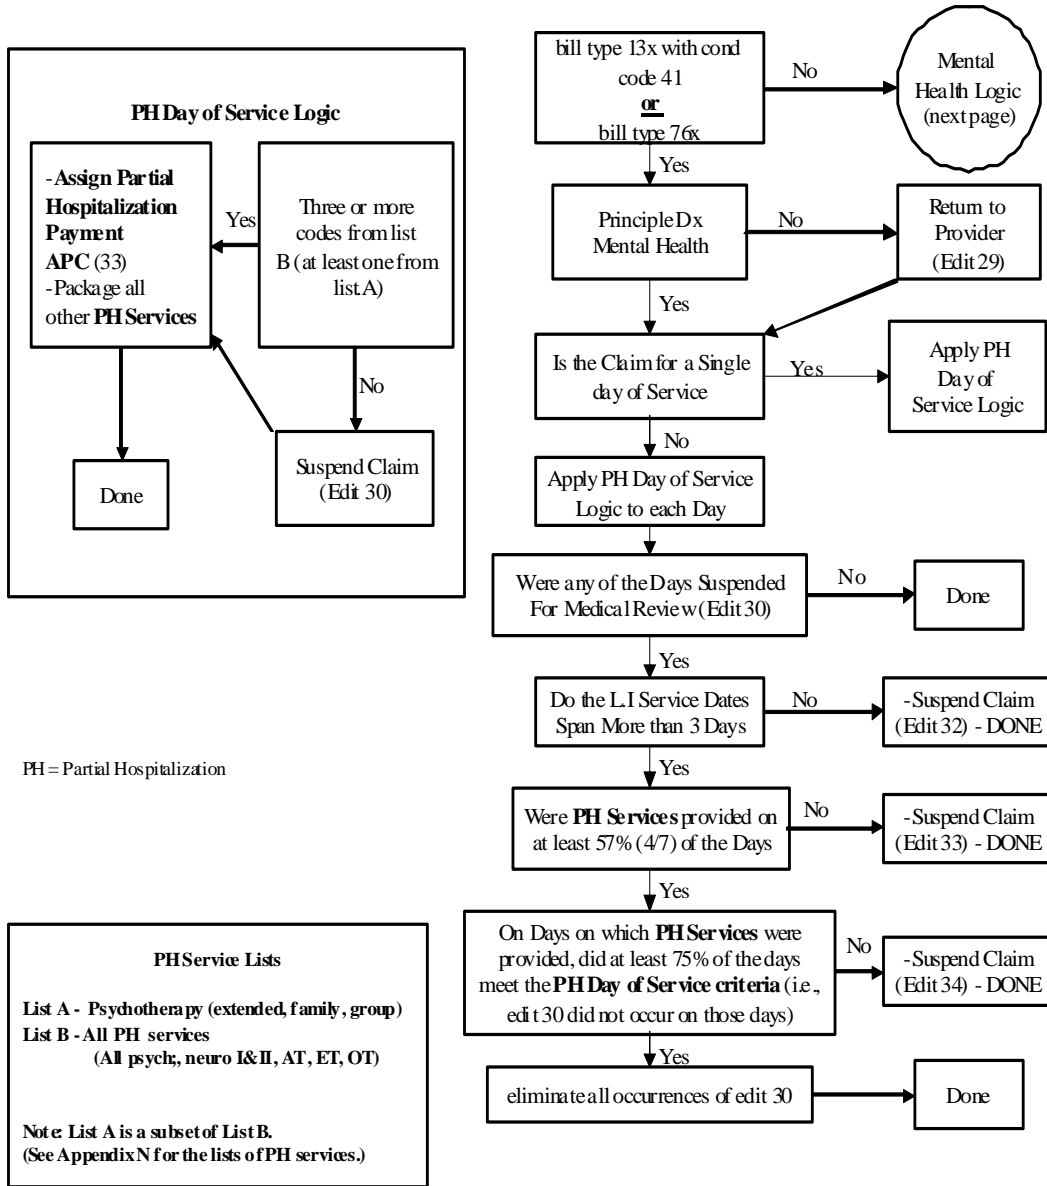 PH Day of Service Logic
-Assign Partial
Hospitalization
Payment
APC (33)
-Package all
other PH Services
Yes
Three or more
codes from list
B (at least one from
list A)
No
Done
Suspend Claim
(Edit 30)
PH = Partial Hospitalization
PH Service Lists
List A - Psychotherapy (extended, family, group)
List B - All PH services
(All psych;, neuro I&II, AT, ET, OT)
Note: List A is a subset of List B.
(See Appendix N for the lists of PH services.)
bill type 13x with cond
code 41
or
bill type 76x
No
Mental
Health Logic
(next page)
Yes
Principle Dx
Mental Health
No
Return to
Provider
(Edit 29)
Yes
Is the Claim for a Single
day of Service
Yes
Apply PH
Day of
Service Logic
No
Apply PH Day of Service
Logic to each Day
Were any of the Days Suspended
For Medical Review (Edit 30)
No
Done
Yes
Do the L.I Service Dates
Span More than 3 Days
No
-Suspend Claim
(Edit 32) - DONE
Yes
Were PH Services provided on
at least 57% (4/7) of the Days
No
-Suspend Claim
(Edit 33) - DONE
Yes
On Days on which PH Services were
provided, did at least 75% of the days
meet the PH Day of Service criteria (i.e.,
edit 30 did not occur on those days)
No
-Suspend Claim
(Edit 34) - DONE
Yes
eliminate all occurrences of edit 30
Done